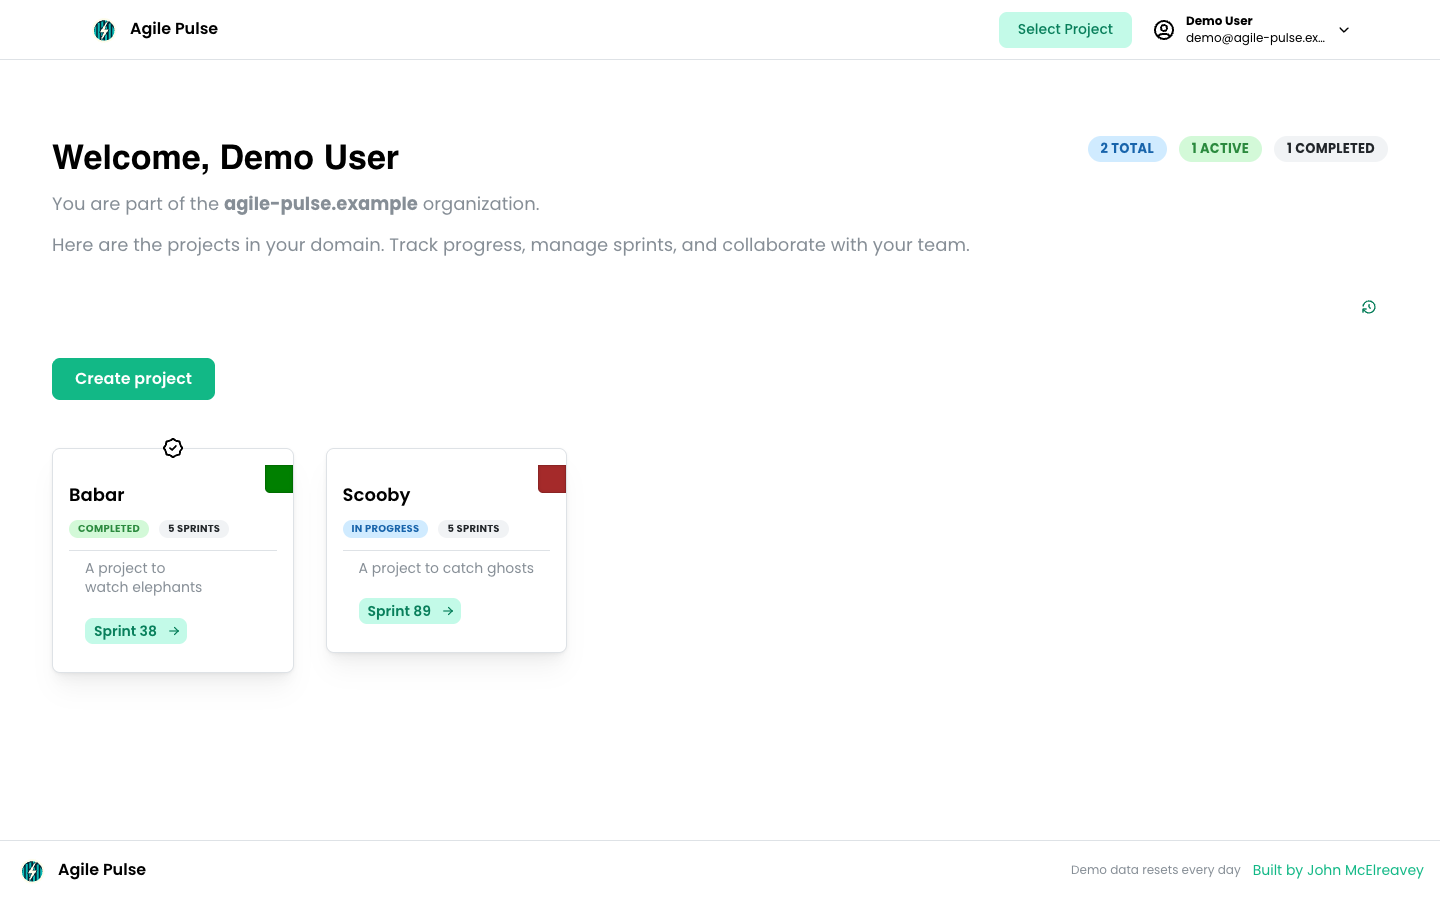 Agile Pulse
Select Project
Demo User
demo@agile-pulse.ex...
Welcome, Demo User
2 TOTAL
1 ACTIVE
1 COMPLETED
You are part of the agile-pulse.example organization.
Here are the projects in your domain. Track progress, manage sprints, and collaborate with your team.
Create project
Babar
COMPLETED
5 SPRINTS
A project to
watch elephants
Sprint 38
Scooby
IN PROGRESS
5 SPRINTS
A project to catch ghosts
Sprint 89
Agile Pulse
Demo data resets every day
Built by John McElreavey